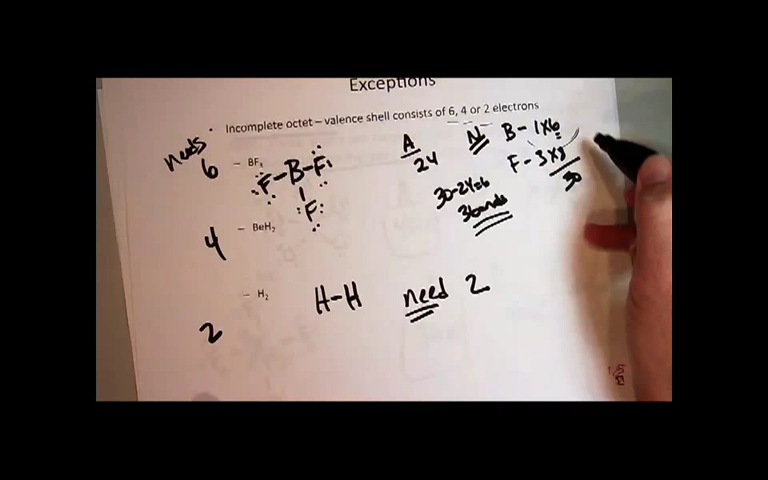 Exceptions
• Incomplete octet – valence shell consists of 6, 4 or 2 electrons
needs
6
– BF₃
F-B-F
F
A
24
N
B - 1x6
F - 3x8
30
30-24=6
3 bonds
4
– BeH₂
2
– H₂
H-H
need 2